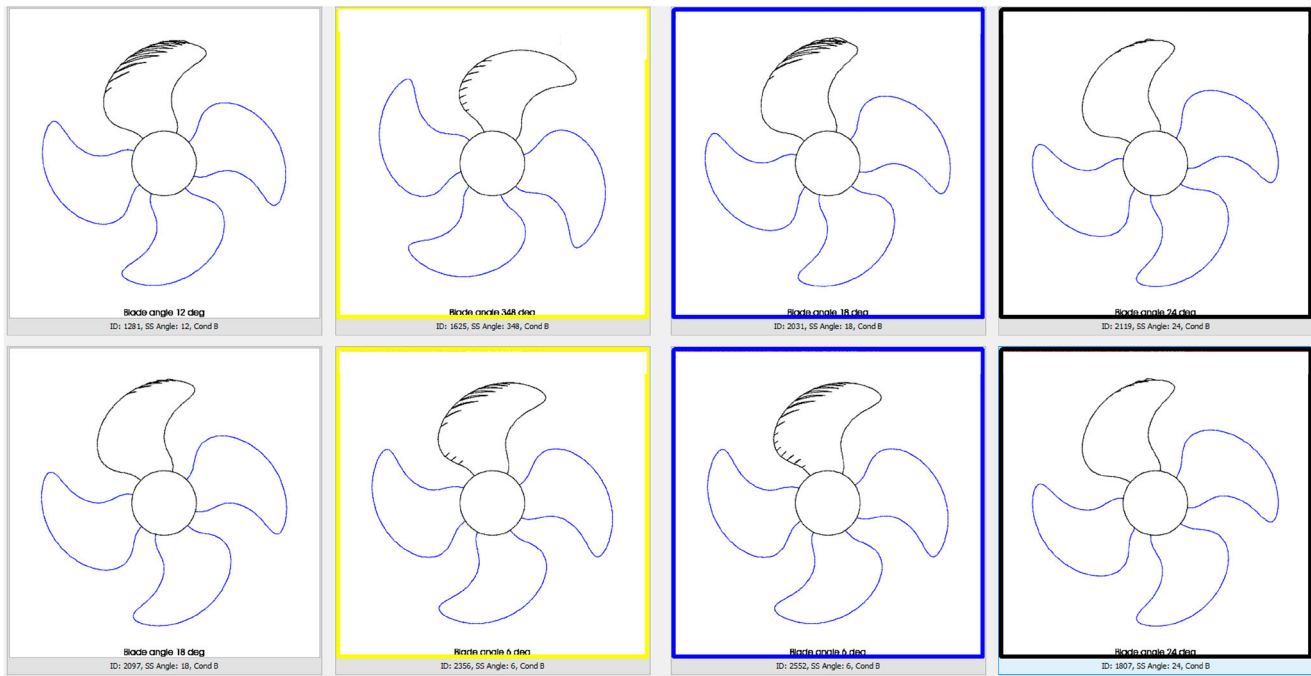 Blade angle 12 deg
ID: 1281, SS Angle: 12, Cond B
Blade angle 348 deg
ID: 1625, SS Angle: 348, Cond B
Blade angle 18 deg
ID: 2031, SS Angle: 18, Cond B
Blade angle 24 deg
ID: 2119, SS Angle: 24, Cond B
Blade angle 18 deg
ID: 2097, SS Angle: 18, Cond B
Blade angle 6 deg
ID: 2356, SS Angle: 6, Cond B
Blade angle 6 deg
ID: 2552, SS Angle: 6, Cond B
Blade angle 24 deg
ID: 1807, SS Angle: 24, Cond B